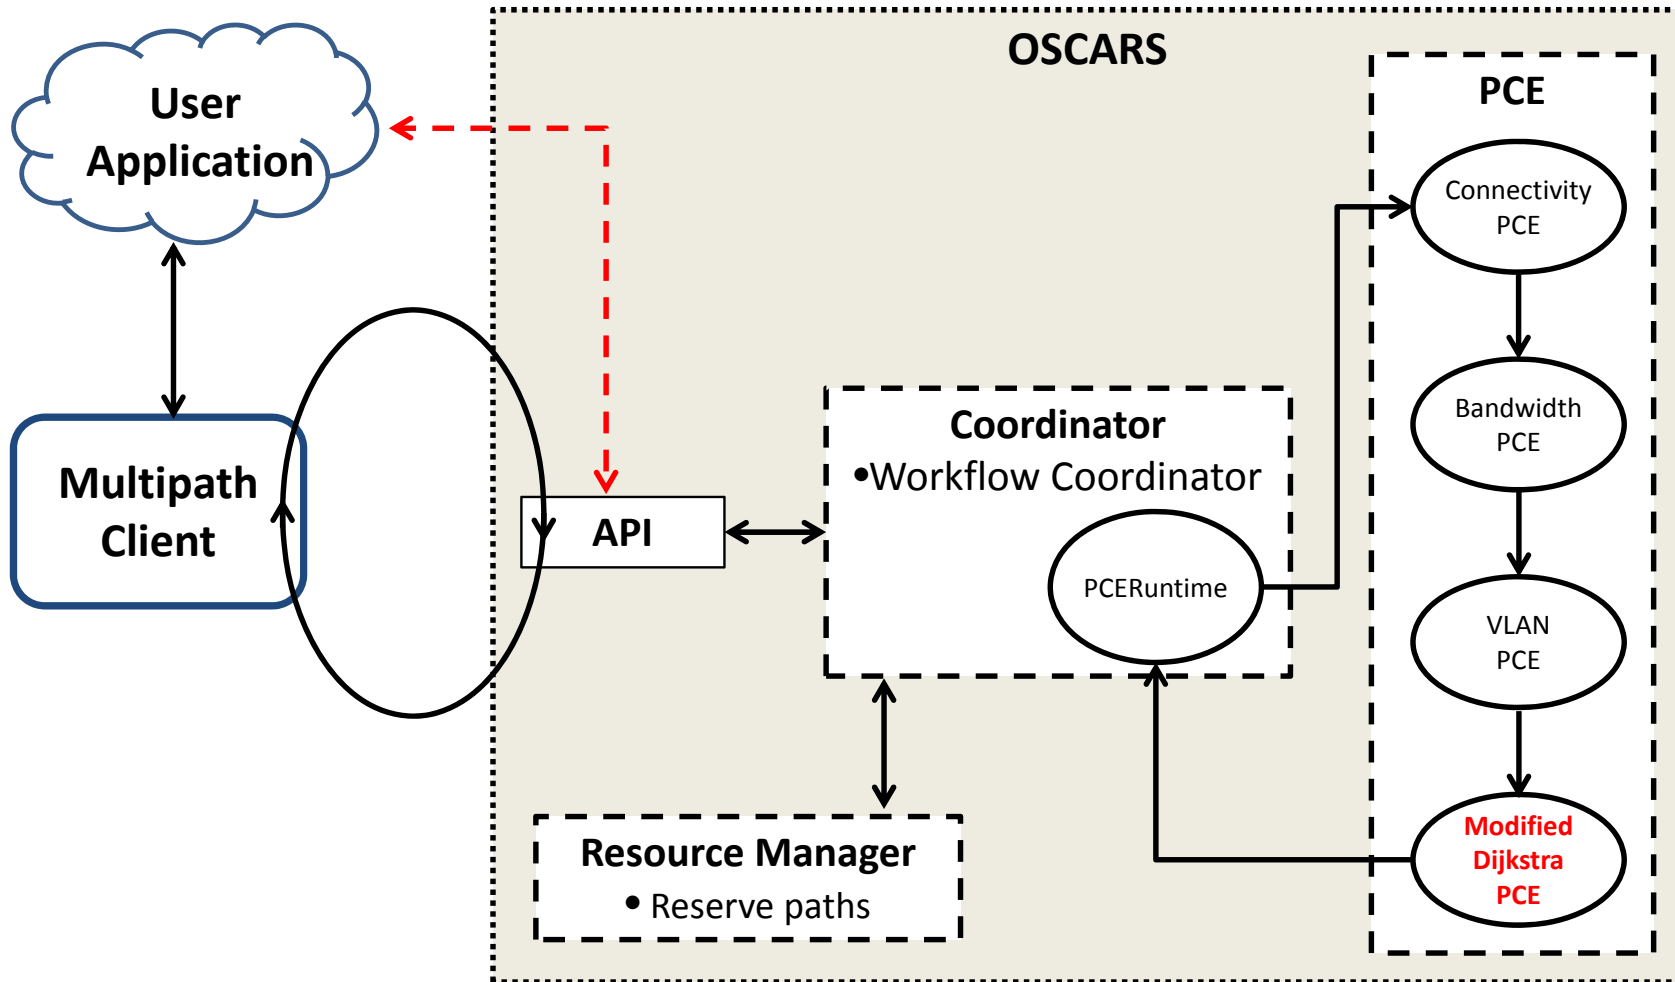 OSCARS
User
Application
Multipath
Client
API
Coordinator
•Workflow Coordinator
PCERuntime
Resource Manager
• Reserve paths
PCE
Connectivity
PCE
Bandwidth
PCE
VLAN
PCE
Modified
Dijkstra
PCE